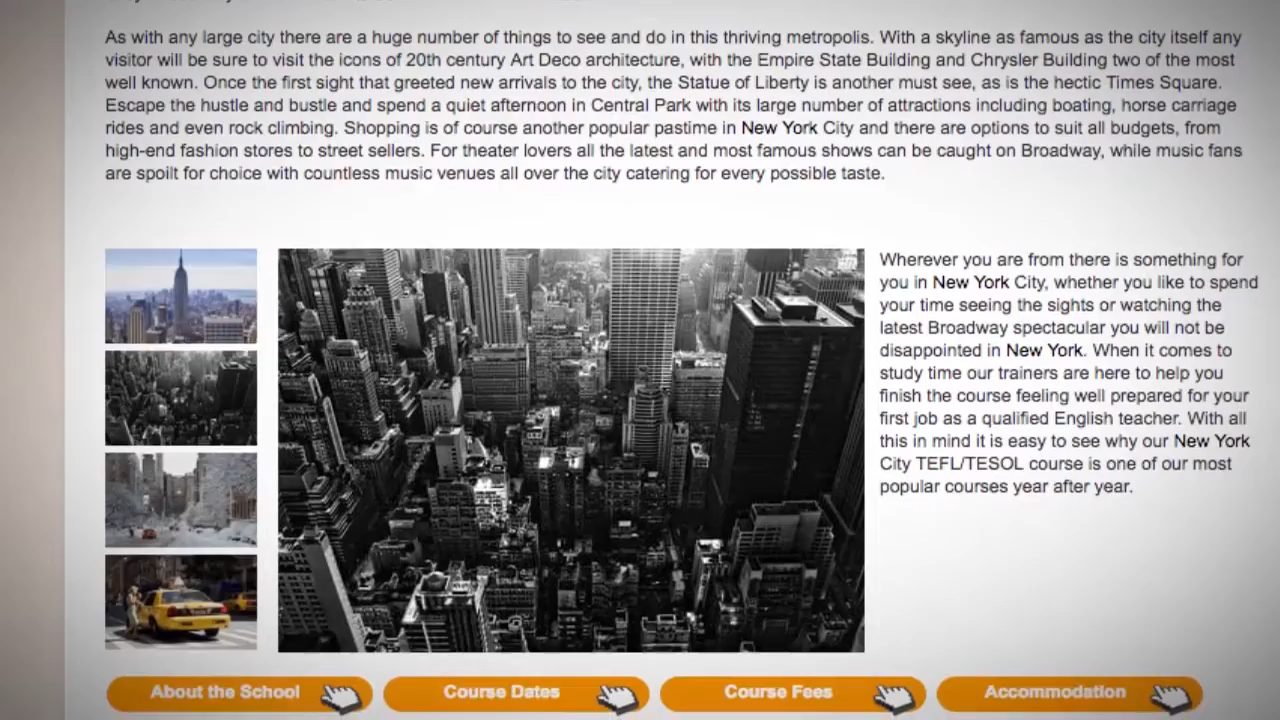 As with any large city there are a huge number of things to see and do in this thriving metropolis. With a skyline as famous as the city itself any
visitor will be sure to visit the icons of 20th century Art Deco architecture, with the Empire State Building and Chrysler Building two of the most
well known. Once the first sight that greeted new arrivals to the city, the Statue of Liberty is another must see, as is the hectic Times Square.
Escape the hustle and bustle and spend a quiet afternoon in Central Park with its large number of attractions including boating, horse carriage
rides and even rock climbing. Shopping is of course another popular pastime in New York City and there are options to suit all budgets, from
high-end fashion stores to street sellers. For theater lovers all the latest and most famous shows can be caught on Broadway, while music fans
are spoilt for choice with countless music venues all over the city catering for every possible taste.
Wherever you are from there is something for
you in New York City, whether you like to spend
your time seeing the sights or watching the
latest Broadway spectacular you will not be
disappointed in New York. When it comes to
study time our trainers are here to help you
finish the course feeling well prepared for your
first job as a qualified English teacher. With all
this in mind it is easy to see why our New York
City TEFL/TESOL course is one of our most
popular courses year after year.
About the School
Course Dates
Course Fees
Accommodation